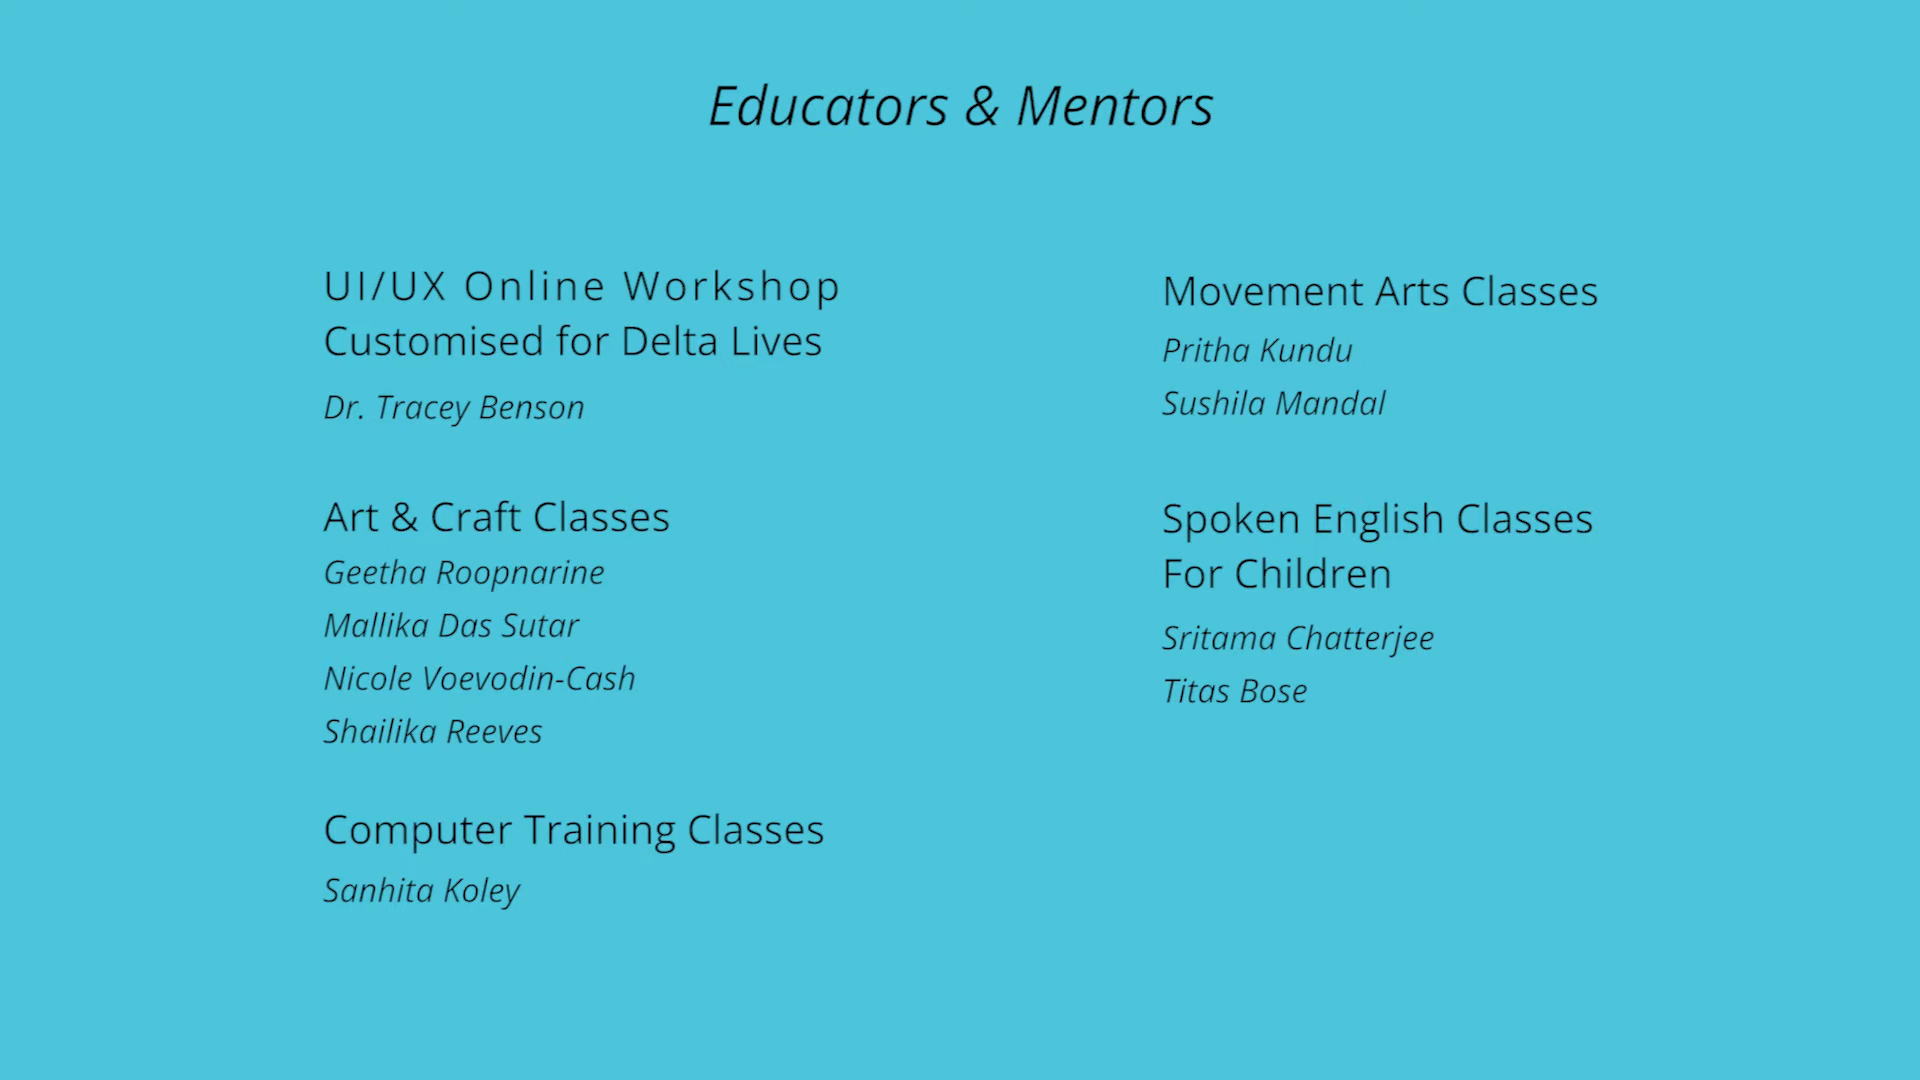 Educators & Mentors
UI/UX Online Workshop
Customised for Delta Lives
Dr. Tracey Benson
Art & Craft Classes
Geetha Roopnarine
Mallika Das Sutar
Nicole Voevodin-Cash
Shailika Reeves
Computer Training Classes
Sanhita Koley
Movement Arts Classes
Pritha Kundu
Sushila Mandal
Spoken English Classes
For Children
Sritama Chatterjee
Titas Bose